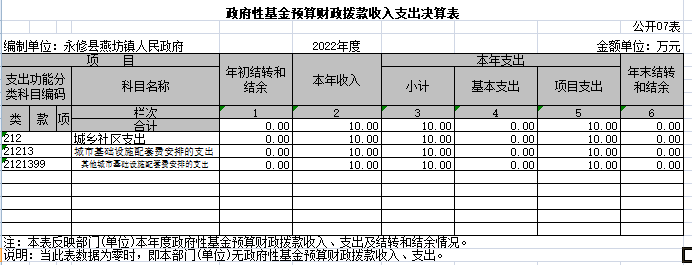 政府性基金预算财政拨款收入支出决算表
公开07表
编制单位：永修县燕坊镇人民政府 2022年度 金额单位：万元
项 目 年初结转和结余 本年收入 本年支出 年末结转和结余
支出功能分类科目编码 科目名称 小计 基本支出 项目支出
类 款 项 栏次 1 2 3 4 5 6
合计 0.00 10.00 10.00 0.00 10.00 0.00
212 城乡社区支出 0.00 10.00 10.00 0.00 10.00 0.00
21213 城市基础设施配套费安排的支出 0.00 10.00 10.00 0.00 10.00 0.00
2121399 其他城市基础设施配套费安排的支出 0.00 10.00 10.00 0.00 10.00 0.00
注：本表反映部门(单位)本年度政府性基金预算财政拨款收入、支出及结转和结余情况。
说明：当此表数据为零时，即本部门(单位)无政府性基金预算财政拨款收入、支出。